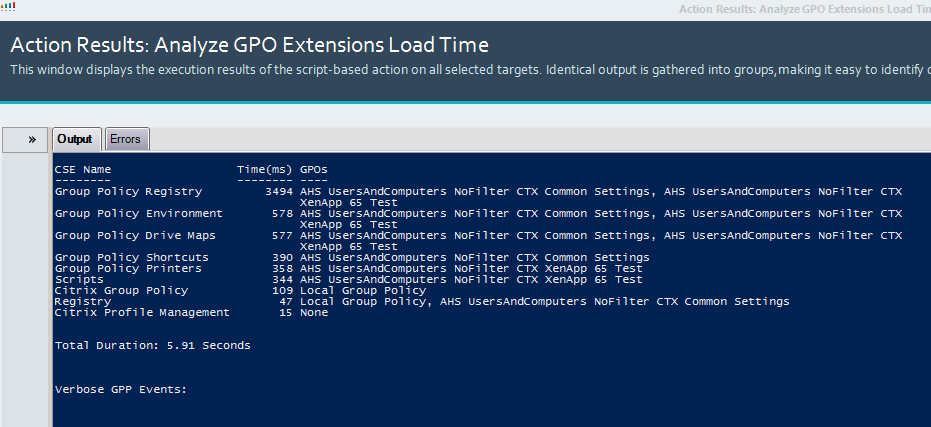 Action Results: Analyze GPO Extensions Load Tim
Action Results: Analyze GPO Extensions Load Time
This window displays the execution results of the script-based action on all selected targets. Identical output is gathered into groups,making it easy to identify
» Output Errors
CSE Name Time(ms) GPOs
-------- -------- ----
Group Policy Registry 3494 AHS UsersAndComputers NoFilter CTX Common Settings, AHS UsersAndComputers NoFilter CTX
XenApp 65 Test
Group Policy Environment 578 AHS UsersAndComputers NoFilter CTX Common Settings, AHS UsersAndComputers NoFilter CTX
XenApp 65 Test
Group Policy Drive Maps 577 AHS UsersAndComputers NoFilter CTX Common Settings, AHS UsersAndComputers NoFilter CTX
XenApp 65 Test
Group Policy Shortcuts 390 AHS UsersAndComputers NoFilter CTX Common Settings
Group Policy Printers 358 AHS UsersAndComputers NoFilter CTX XenApp 65 Test
Scripts 344 AHS UsersAndComputers NoFilter CTX XenApp 65 Test
Citrix Group Policy 109 Local Group Policy
Registry 47 Local Group Policy, AHS UsersAndComputers NoFilter CTX Common Settings
Citrix Profile Management 15 None
Total Duration: 5.91 Seconds
Verbose GPP Events: